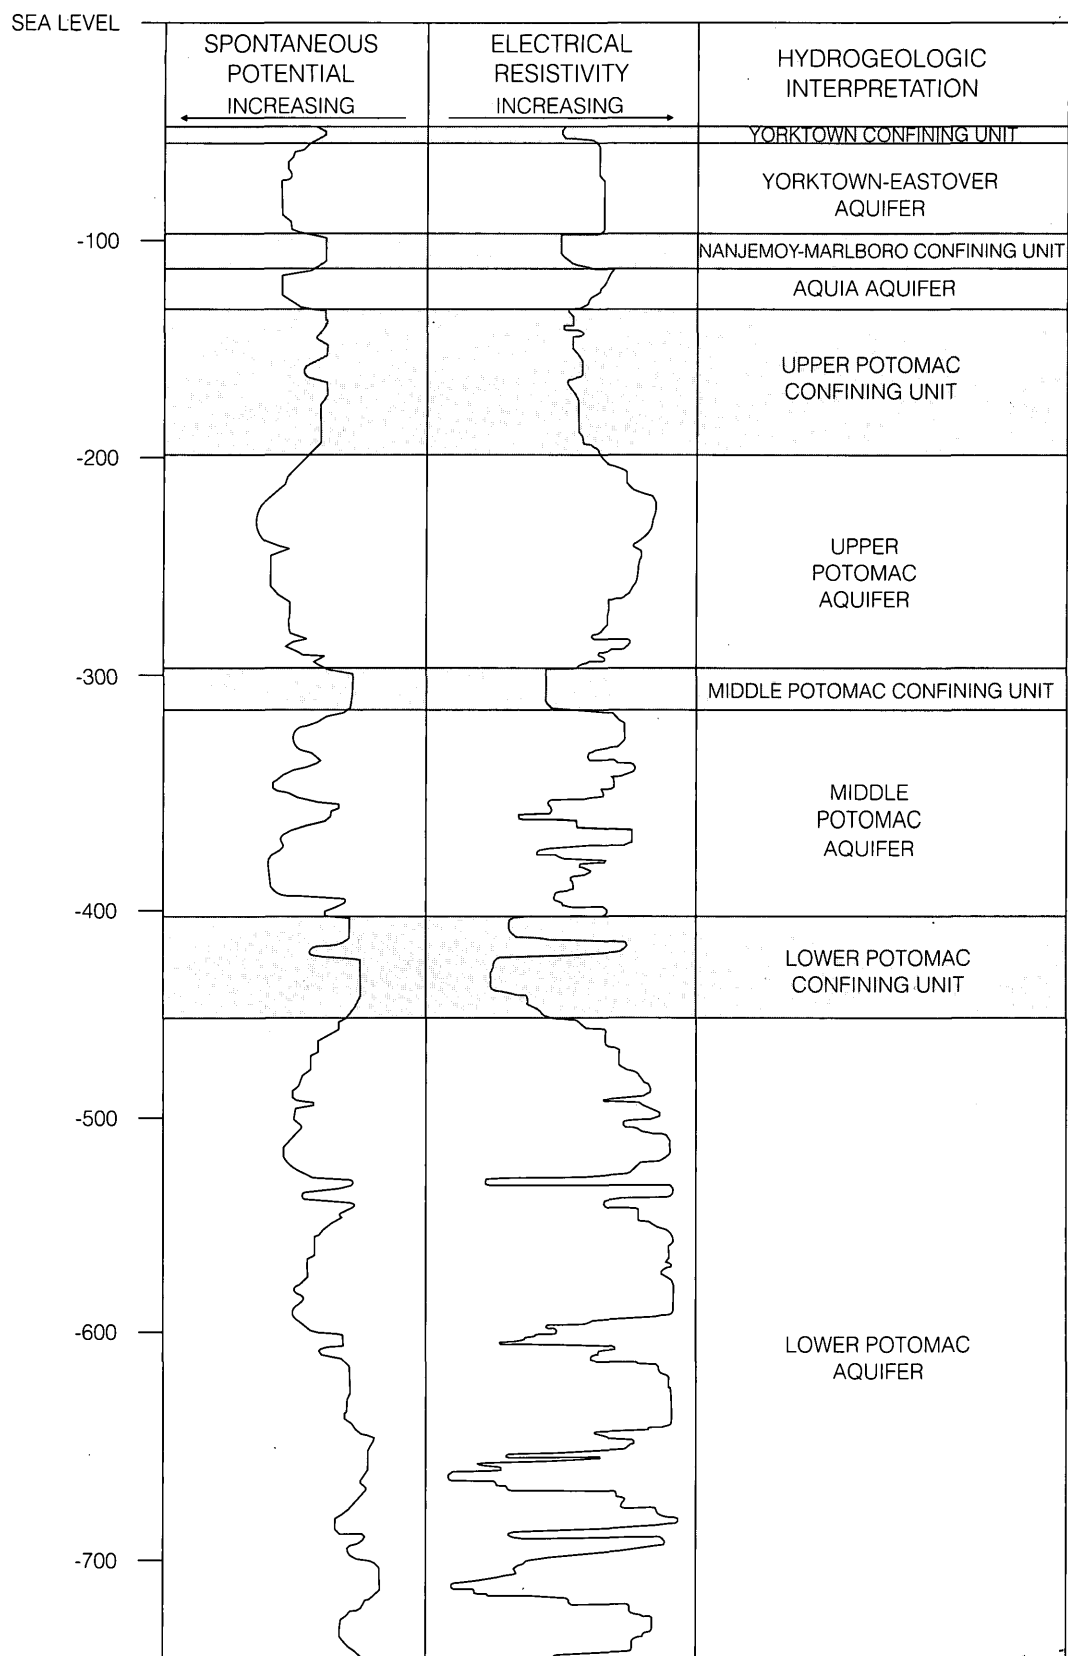 SEA LEVEL
SPONTANEOUS
POTENTIAL
INCREASING
ELECTRICAL
RESISTIVITY
INCREASING
HYDROGEOLOGIC
INTERPRETATION
YORKTOWN CONFINING UNIT
YORKTOWN-EASTOVER
AQUIFER
-100
NANJEMOY-MARLBORO CONFINING UNIT
AQUIA AQUIFER
UPPER POTOMAC
CONFINING UNIT
-200
UPPER
POTOMAC
AQUIFER
-300
MIDDLE POTOMAC CONFINING UNIT
MIDDLE
POTOMAC
AQUIFER
-400
LOWER POTOMAC
CONFINING UNIT
-500
-600
LOWER POTOMAC
AQUIFER
-700